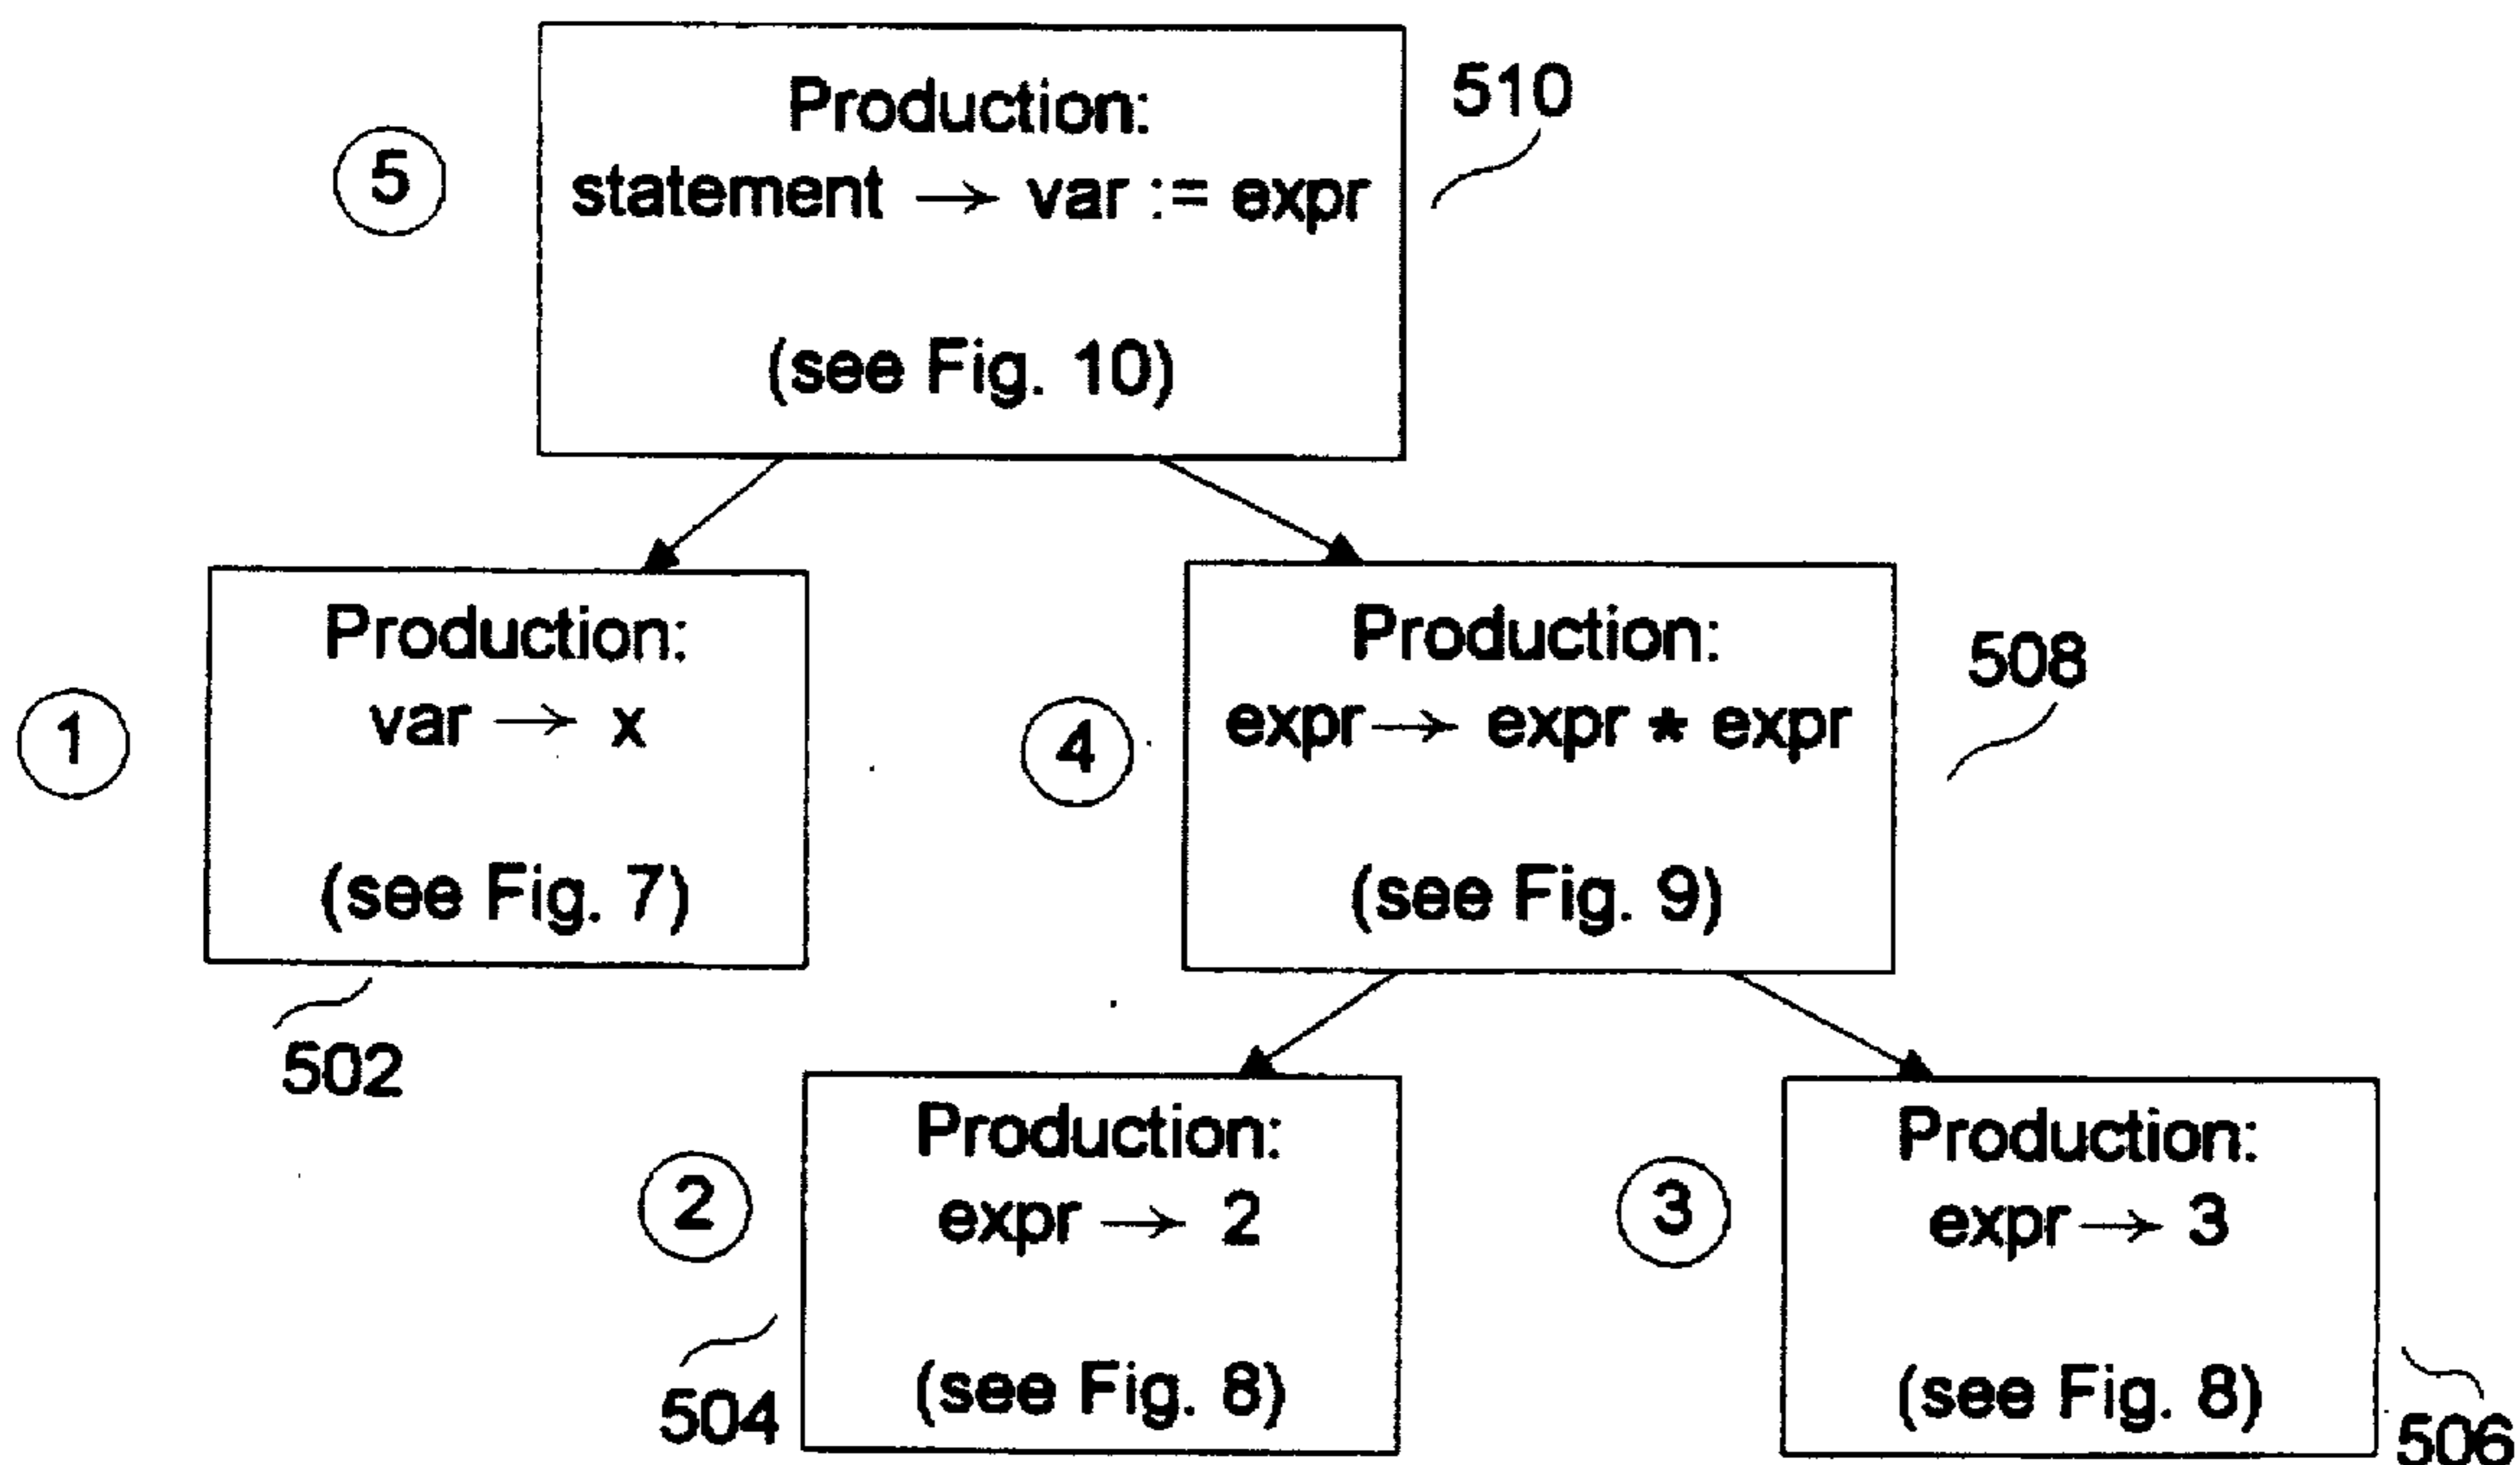 Production:
510
5
statement → var := expr
(see Fig. 10)
Production:
var → x
1
(see Fig. 7)
502
Production:
508
4
expr → expr * expr
(see Fig. 9)
Production:
2
expr → 2
504
(see Fig. 8)
Production:
3
expr → 3
(see Fig. 8)
506